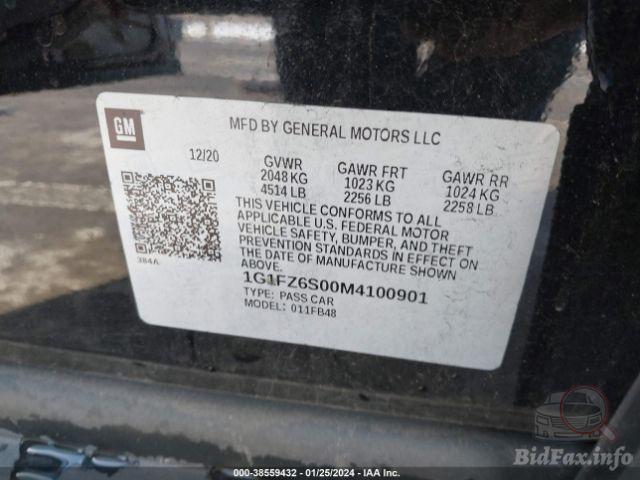 GM
MFD BY GENERAL MOTORS LLC
12/20
GVWR GAWR FRT GAWR RR
2048 KG 1023 KG 1024 KG
4514 LB 2256 LB 2258 LB
THIS VEHICLE CONFORMS TO ALL
APPLICABLE U.S. FEDERAL MOTOR
VEHICLE SAFETY, BUMPER, AND THEFT
PREVENTION STANDARDS IN EFFECT ON
THE DATE OF MANUFACTURE SHOWN
ABOVE.
384A
1G1FZ6S00M4100901
TYPE: PASS CAR
MODEL: 011FB48
000-38559432 - 01/25/2024 - IAA Inc.
BidFax.info